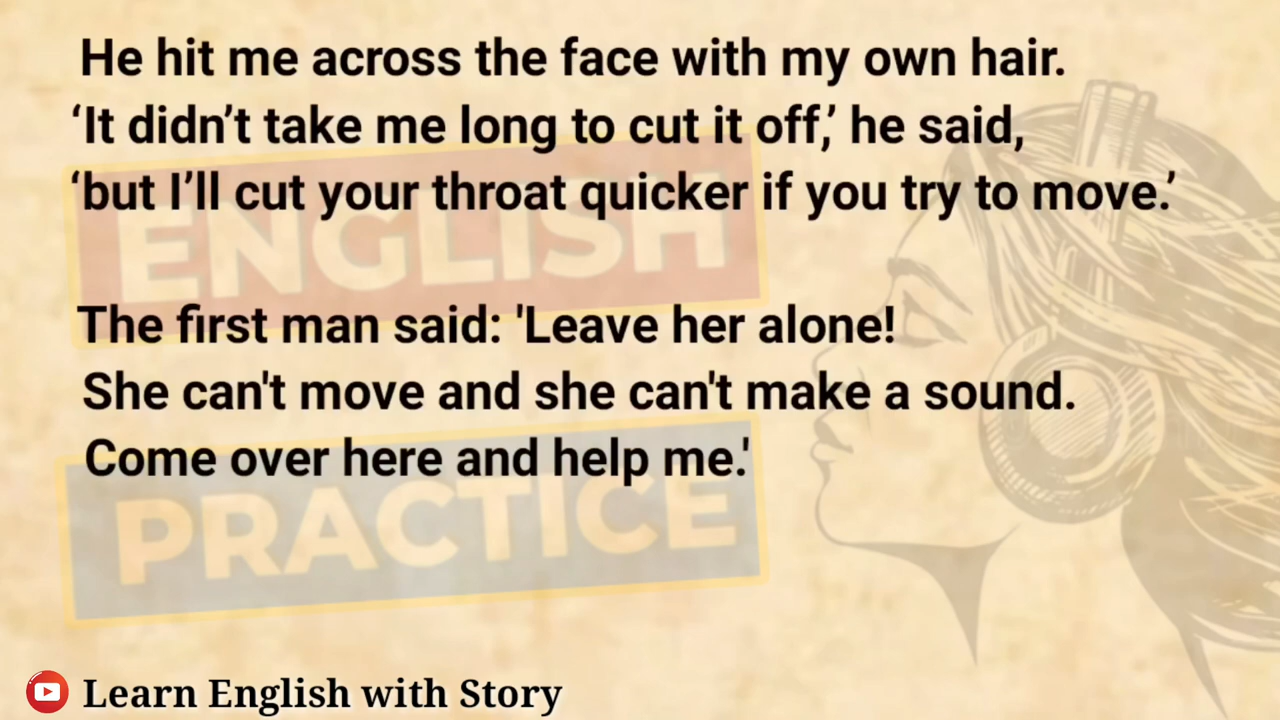 He hit me across the face with my own hair.
‘It didn’t take me long to cut it off,’ he said,
‘but I’ll cut your throat quicker if you try to move.’
ENGLISH
The first man said: 'Leave her alone!
She can't move and she can't make a sound.
Come over here and help me.'
PRACTICE
Learn English with Story